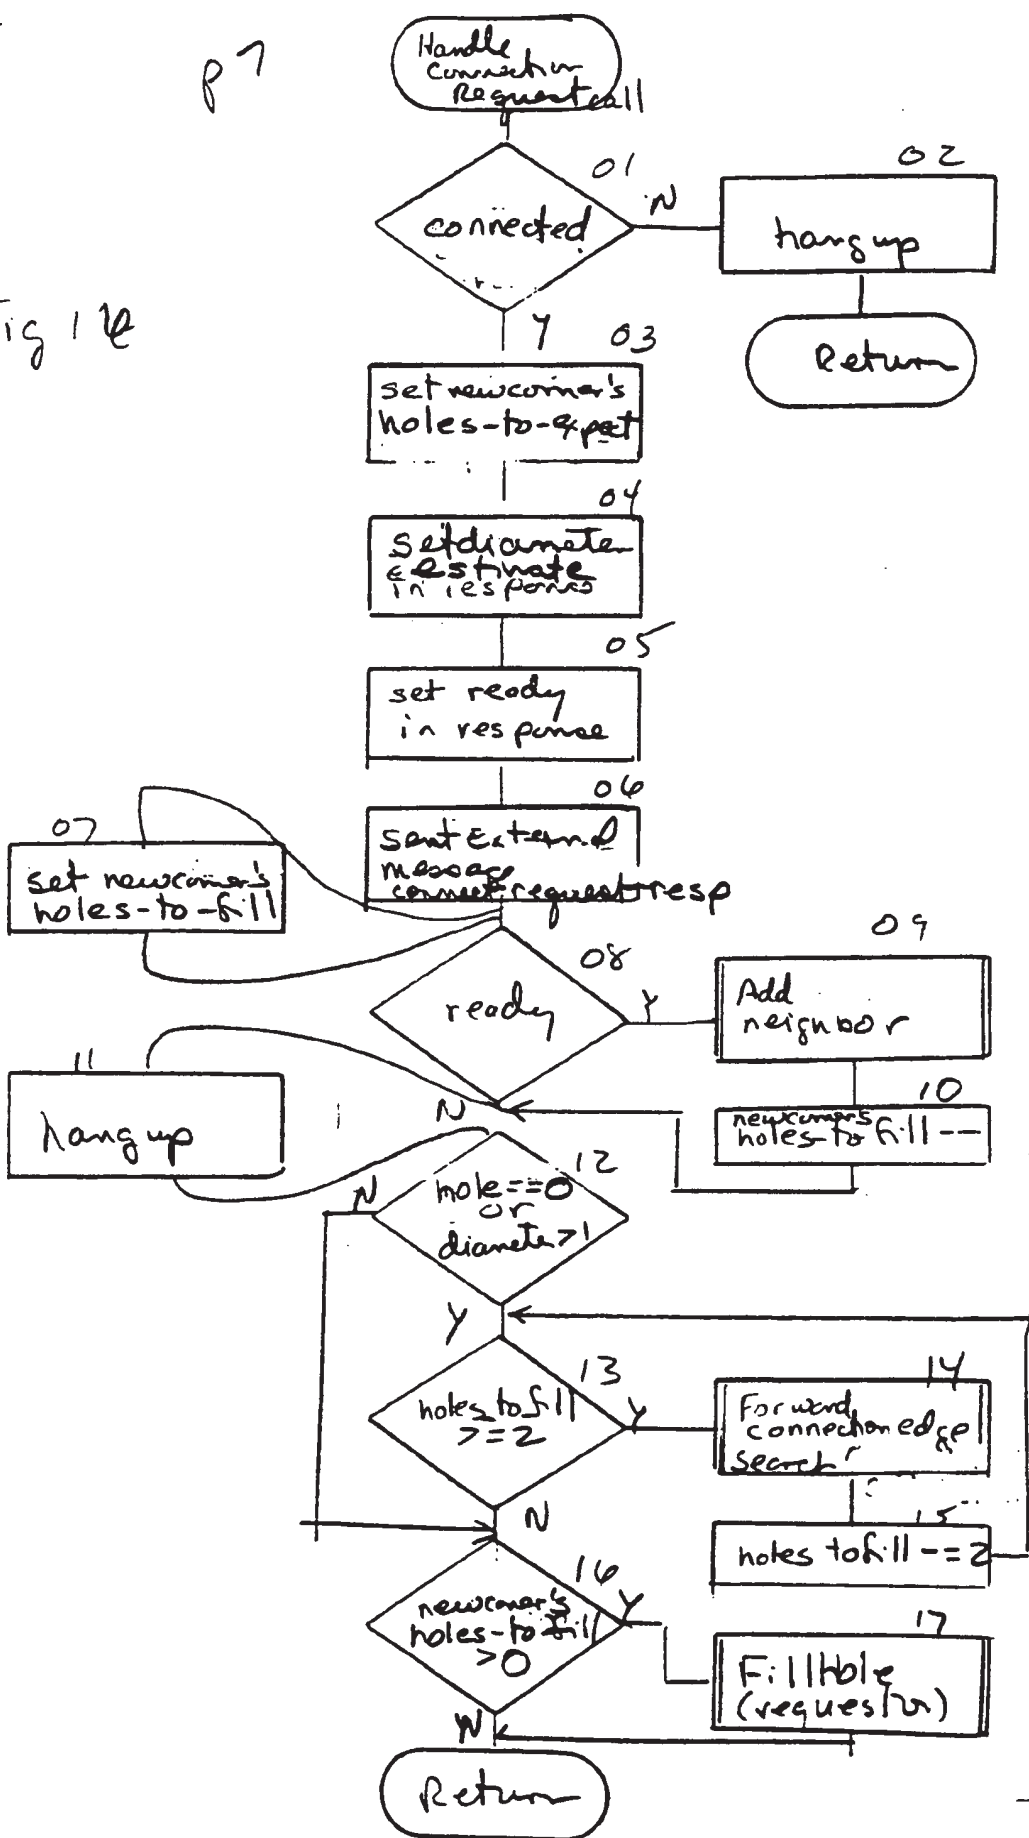 p 7
Handle
Connection
Request call
01
connected
N
02
hang up
Return
Y
03
set newcomer's
holes-to-expect
04
set diameter
estimate
in response
05
set ready
in response
06
sent External
message
connect request resp
07
set newcomer's
holes-to-fill
08
ready
Y
09
Add
neighbor
10
newcomer's
holes-to fill --
N
11
hang up
12
hole==0
or
diameter>1
N
Y
13
holes to fill
>=2
Y
14
Forward
connection edge
search
15
holes to fill -=2
N
16
newcomer's
holes-to-fill
>0
Y
17
Fill Hole
(requestor)
N
Return